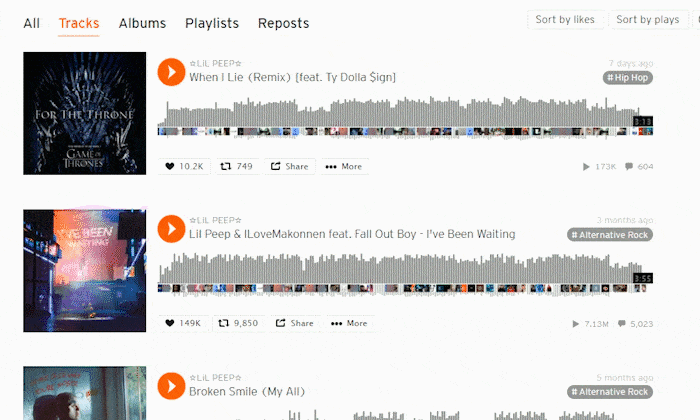 All Tracks Albums Playlists Reposts
Sort by likes Sort by plays
☆LIL PEEP☆ 7 days ago
When I Lie (Remix) [feat. Ty Dolla $ign] # Hip Hop
FOR THE THRONE
GAME OF
THRONES
3:13
10.2K 749 Share ••• More 173K 604
☆LIL PEEP☆ 3 months ago
Lil Peep & ILoveMakonnen feat. Fall Out Boy - I've Been Waiting # Alternative Rock
I'VE BEEN
WAITING
3:55
149K 9,850 Share ••• More 7.13M 5,023
☆LIL PEEP☆ 5 months ago
Broken Smile (My All) # Alternative Rock